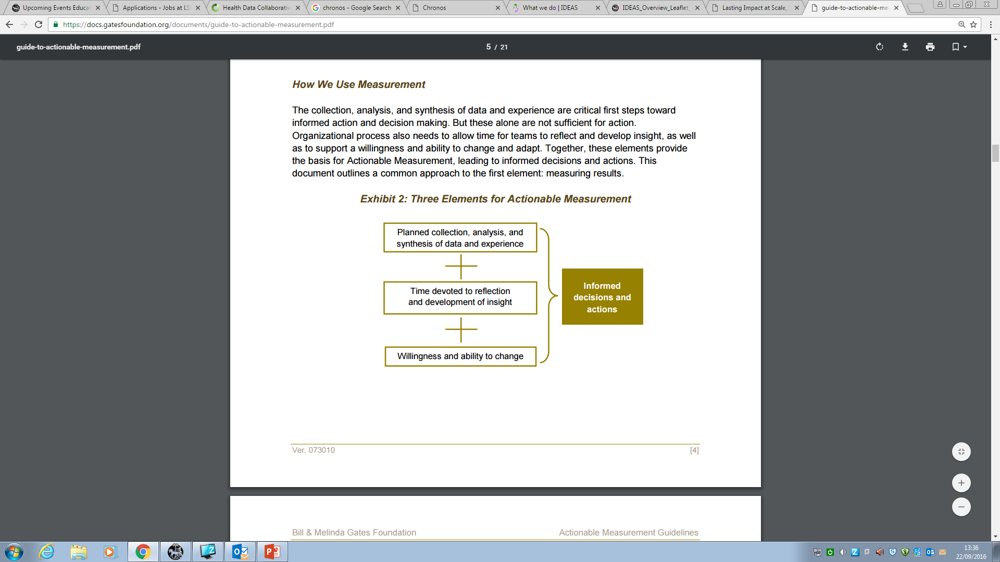 Upcoming Events Educat
Applications - Jobs at LS
Health Data Collaborativ
chronos - Google Search
Chronos
What we do | IDEAS
IDEAS_Overview_Leaflet_
Lasting Impact at Scale,
guide-to-actionable-me
https://docs.gatesfoundation.org/documents/guide-to-actionable-measurement.pdf
guide-to-actionable-measurement.pdf
5 / 21
How We Use Measurement
The collection, analysis, and synthesis of data and experience are critical first steps toward
informed action and decision making. But these alone are not sufficient for action.
Organizational process also needs to allow time for teams to reflect and develop insight, as well
as to support a willingness and ability to change and adapt. Together, these elements provide
the basis for Actionable Measurement, leading to informed decisions and actions. This
document outlines a common approach to the first element: measuring results.
Exhibit 2: Three Elements for Actionable Measurement
Planned collection, analysis, and
synthesis of data and experience
Time devoted to reflection
and development of insight
Willingness and ability to change
Informed
decisions and
actions
Ver. 073010
[4]
Bill & Melinda Gates Foundation
Actionable Measurement Guidelines
13:36
22/09/2016